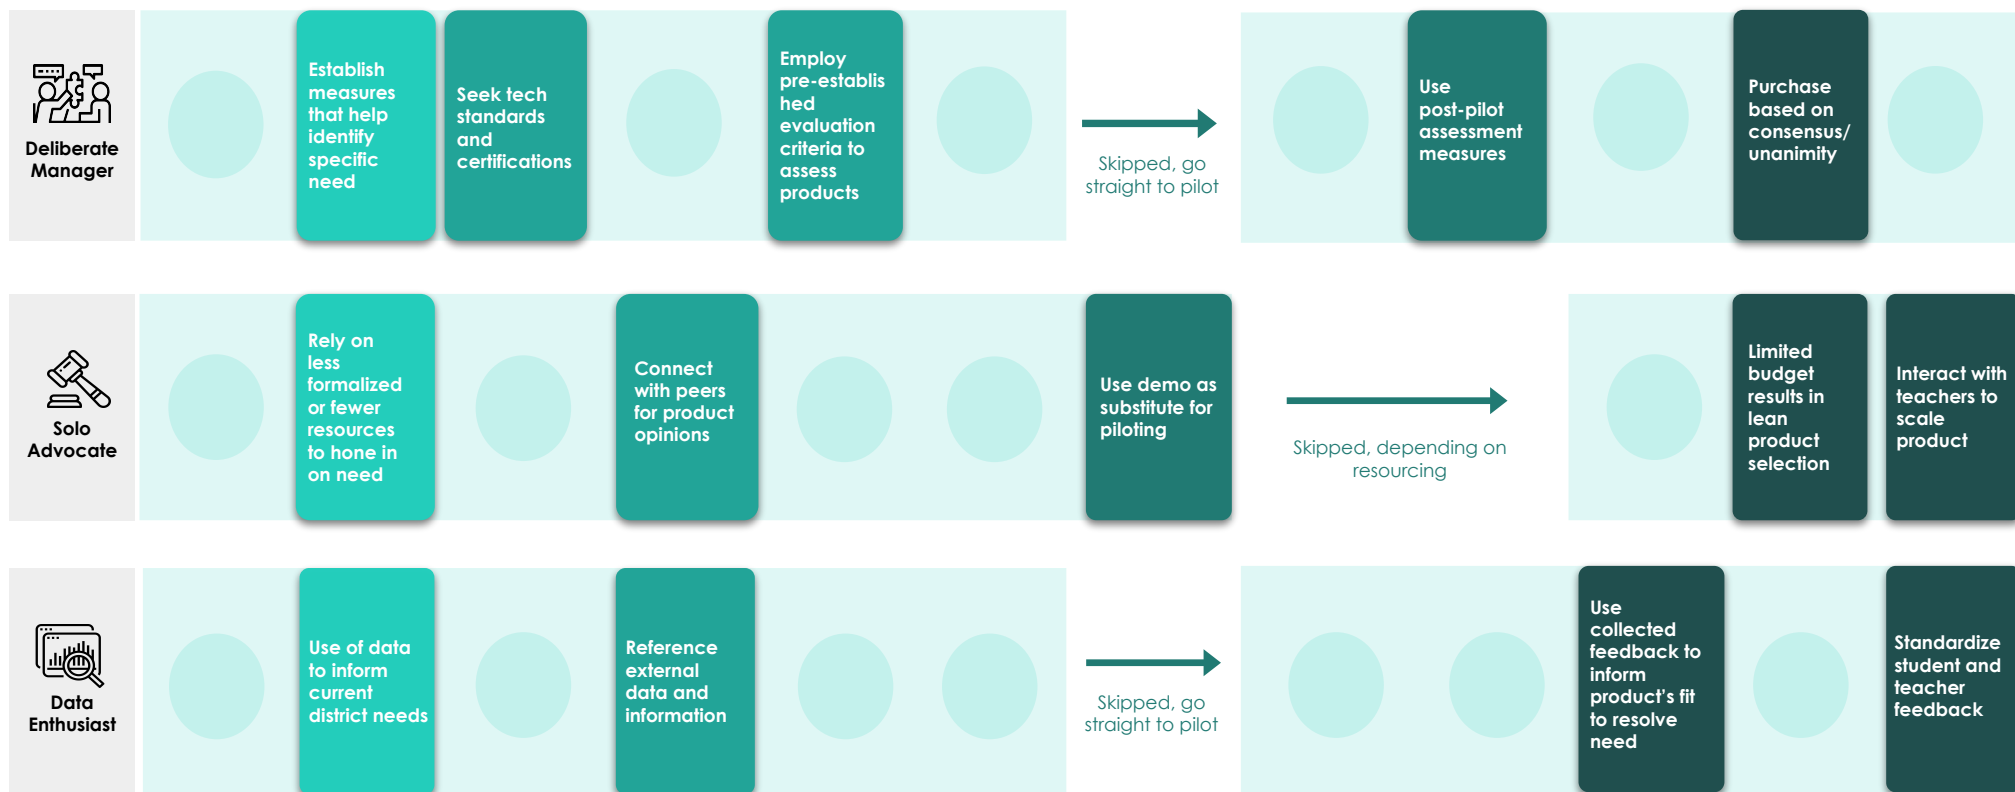 Deliberate
Manager
Establish
measures
that help
identify
specific
need
Seek tech
standards
and
certifications
Employ
pre-establis
hed
evaluation
criteria to
assess
products
Skipped, go
straight to pilot
Use
post-pilot
assessment
measures
Purchase
based on
consensus/
unanimity
Solo
Advocate
Rely on
less
formalized
or fewer
resources
to hone in
on need
Connect
with peers
for product
opinions
Use demo as
substitute for
piloting
Skipped, depending on
resourcing
Limited
budget
results in
lean
product
selection
Interact with
teachers to
scale
product
Data
Enthusiast
Use of data
to inform
current
district needs
Reference
external
data and
information
Skipped, go
straight to pilot
Use
collected
feedback to
inform
product's fit
to resolve
need
Standardize
student and
teacher
feedback